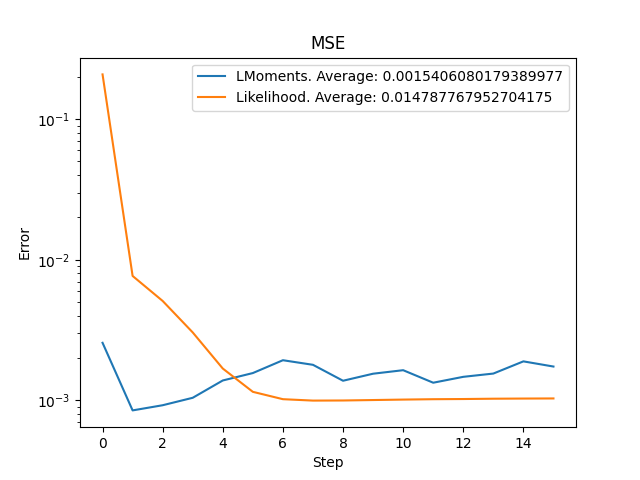 MSE
LMoments. Average: 0.0015406080179389977
Likelihood. Average: 0.014787767952704175
Error
10⁻¹
10⁻²
10⁻³
0 2 4 6 8 10 12 14
Step